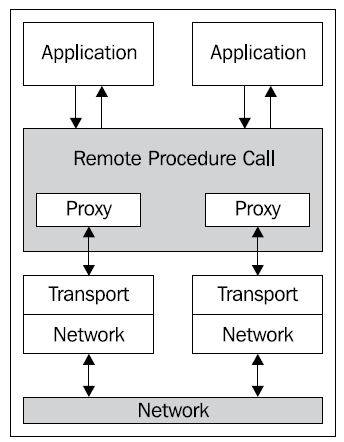 Application
Application
Remote Procedure Call
Proxy
Proxy
Transport
Transport
Network
Network
Network